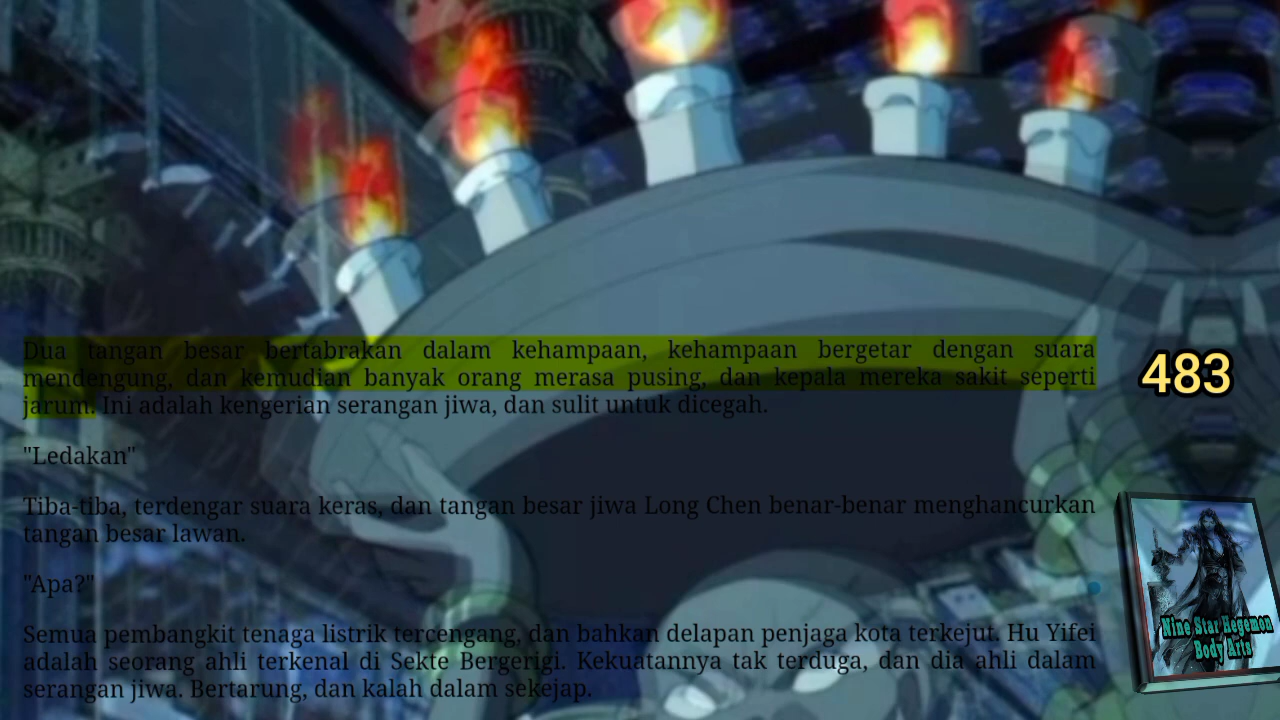 Dua tangan besar bertabrakan dalam kehampaan, kehampaan bergetar dengan suara
mendengung, dan kemudian banyak orang merasa pusing, dan kepala mereka sakit seperti
jarum. Ini adalah kengerian serangan jiwa, dan sulit untuk dicegah.
"Ledakan"
Tiba-tiba, terdengar suara keras, dan tangan besar jiwa Long Chen benar-benar menghancurkan
tangan besar lawan.
"Apa?"
Semua pembangkit tenaga listrik tercengang, dan bahkan delapan penjaga kota terkejut. Hu Yifei
adalah seorang ahli terkenal di Sekte Bergerigi. Kekuatannya tak terduga, dan dia ahli dalam
serangan jiwa. Bertarung, dan kalah dalam sekejap.
483
Nine Star Hegemon
Body Arts